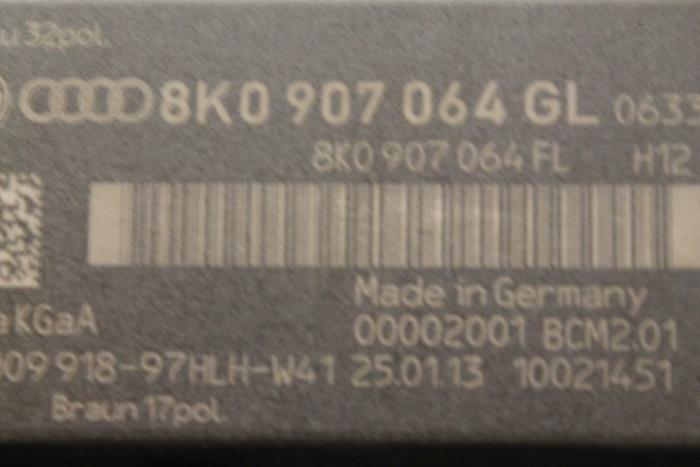 32pol.
8K0 907 064 GL 0633
8K0 907 064 FL H12
Made in Germany
KGaA
00002001 BCM2.01
09 918-97HLH-W41 25.01.13 10021451
Braun 17pol.